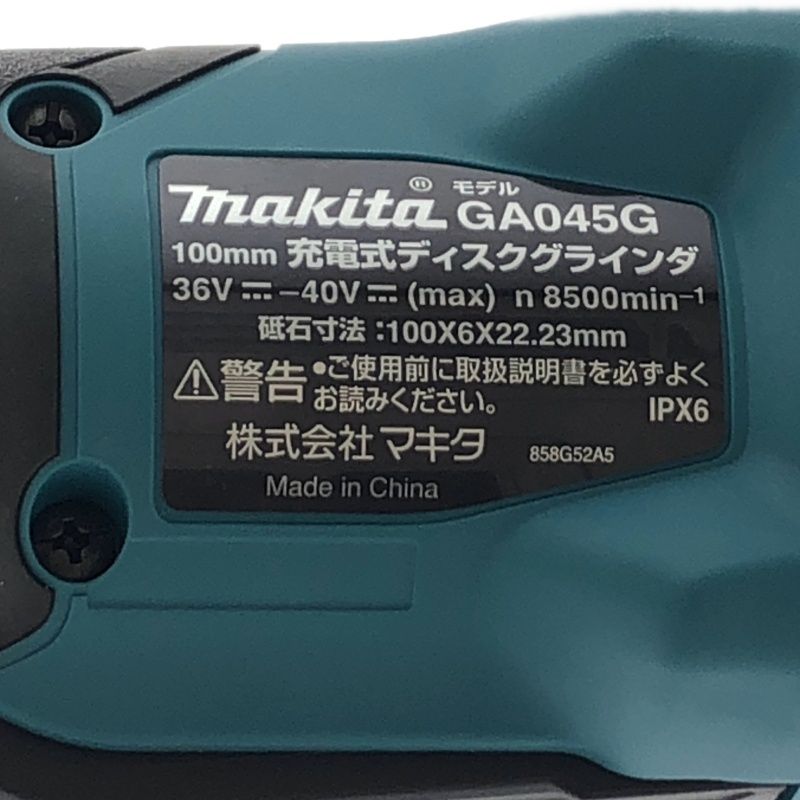 makita® モデル GA045G
100mm 充電式ディスクグラインダ
36V⎓-40V⎓(max) n 8500min⁻¹
砥石寸法:100X6X22.23mm
⚠警告 •ご使用前に取扱説明書を必ずよく
お読みください。
IPX6
株式会社 マキタ 858G52A5
Made in China